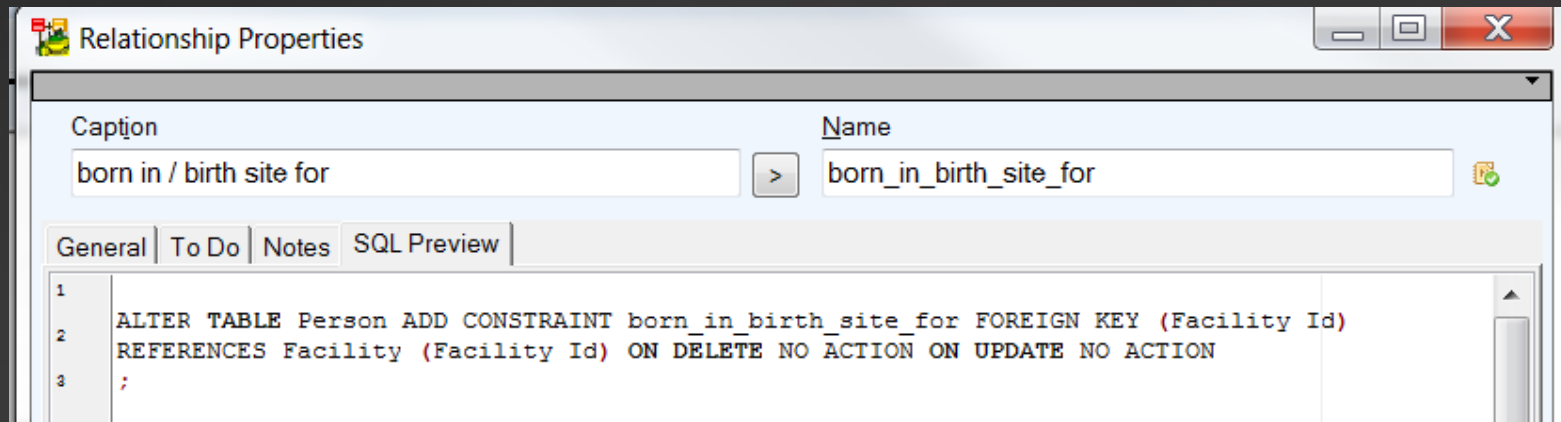 Relationship Properties
Caption Name
born in / birth site for > born_in_birth_site_for
General To Do Notes SQL Preview
1
2 ALTER TABLE Person ADD CONSTRAINT born_in_birth_site_for FOREIGN KEY (Facility Id)
REFERENCES Facility (Facility Id) ON DELETE NO ACTION ON UPDATE NO ACTION
3 ;